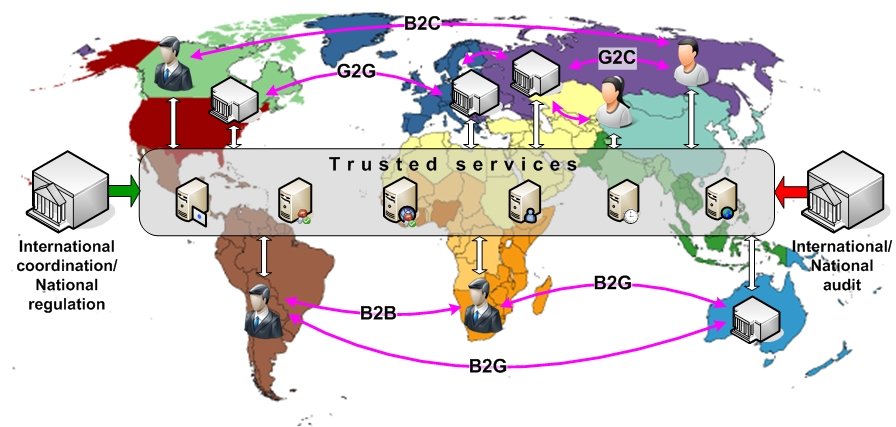 B2C
G2G
G2C
Trusted services
International
coordination/
National
regulation
International/
National
audit
B2B
B2G
B2G